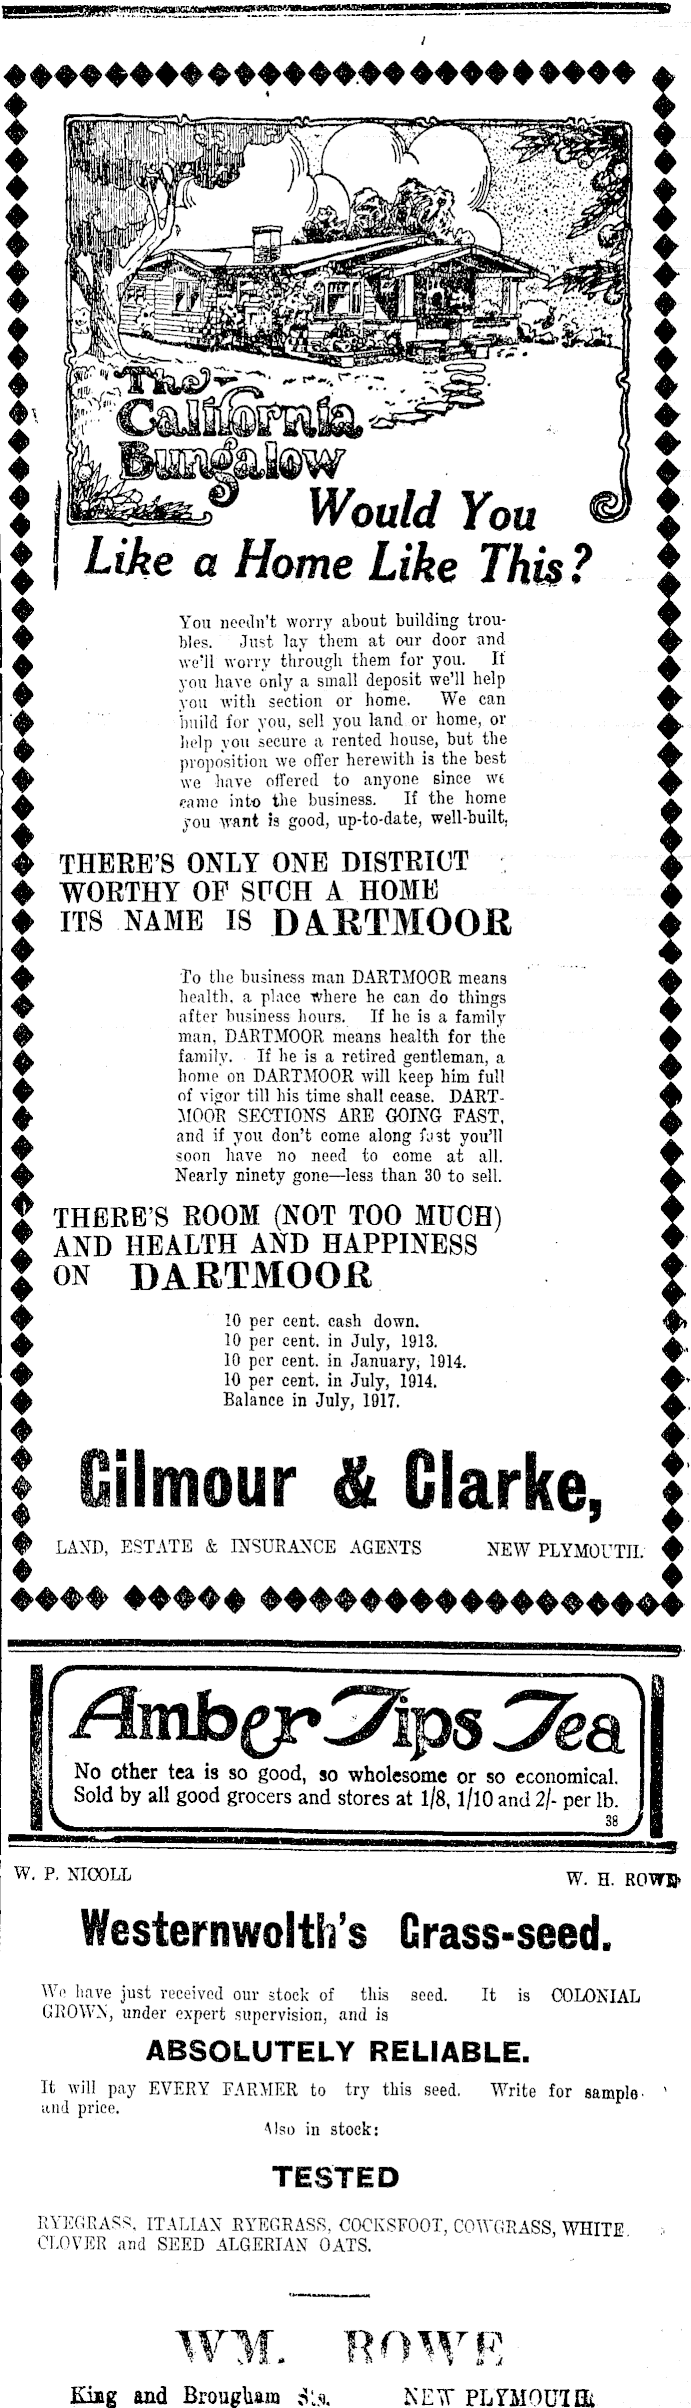 The
California
Bungalow
Would You
Like a Home Like This?
You needn't worry about building trou-
bles. Just lay them at our door and
we'll worry through them for you. If
you have only a small deposit we'll help
you with section or home. We can
build for you, sell you land or home, or
help you secure a rented house, but the
proposition we offer herewith is the best
we have offered to anyone since we
came into the business. If the home
you want is good, up-to-date, well-built,
THERE'S ONLY ONE DISTRICT
WORTHY OF SUCH A HOME
ITS NAME IS DARTMOOR
To the business man DARTMOOR means
health, a place where he can do things
after business hours. If he is a family
man, DARTMOOR means health for the
family. If he is a retired gentleman, a
home on DARTMOOR will keep him full
of vigor till his time shall cease. DART-
MOOR SECTIONS ARE GOING FAST,
and if you don't come along fast you'll
soon have no need to come at all.
Nearly ninety gone—less than 30 to sell.
THERE'S ROOM (NOT TOO MUCH)
AND HEALTH AND HAPPINESS
ON DARTMOOR
10 per cent. cash down.
10 per cent. in July, 1913.
10 per cent. in January, 1914.
10 per cent. in July, 1914.
Balance in July, 1917.
Gilmour & Clarke,
LAND, ESTATE & INSURANCE AGENTS NEW PLYMOUTH.
Amber Tips Tea
No other tea is so good, so wholesome or so economical.
Sold by all good grocers and stores at 1/8, 1/10 and 2/- per lb.
38
W. P. NICOLL W. H. ROWE
Westernwolth's Grass-seed.
We have just received our stock of this seed. It is COLONIAL
GROWN, under expert supervision, and is
ABSOLUTELY RELIABLE.
It will pay EVERY FARMER to try this seed. Write for sample
and price.
Also in stock:
TESTED
RYEGRASS, ITALIAN RYEGRASS, COCKSFOOT, COWGRASS, WHITE
CLOVER and SEED ALGERIAN OATS.
WM. ROWE
King and Brougham Sts. NEW PLYMOUTH